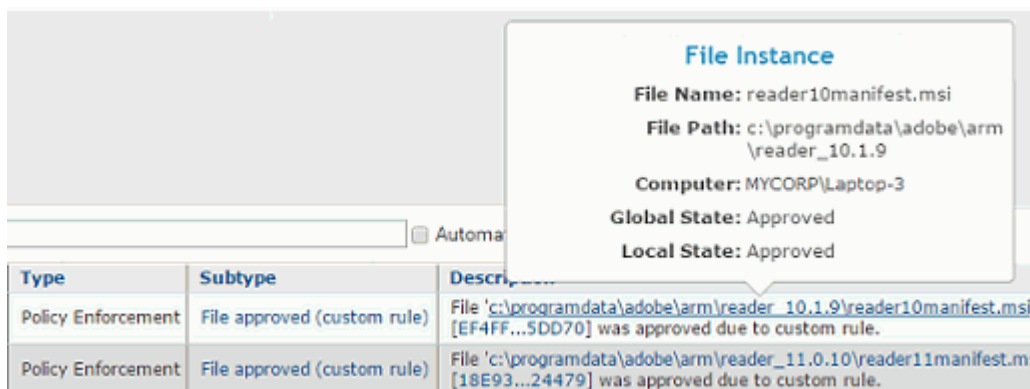 File Instance
File Name: reader10manifest.msi
File Path: c:\programdata\adobe\arm
\reader_10.1.9
Computer: MYCORP\Laptop-3
Global State: Approved
Local State: Approved
Automa
Type Subtype Description
Policy Enforcement File approved (custom rule) File 'c:\programdata\adobe\arm\reader_10.1.9\reader10manifest.msi
[EF4FF...5DD70] was approved due to custom rule.
Policy Enforcement File approved (custom rule) File 'c:\programdata\adobe\arm\reader_11.0.10\reader11manifest.m
[18E93...24479] was approved due to custom rule.